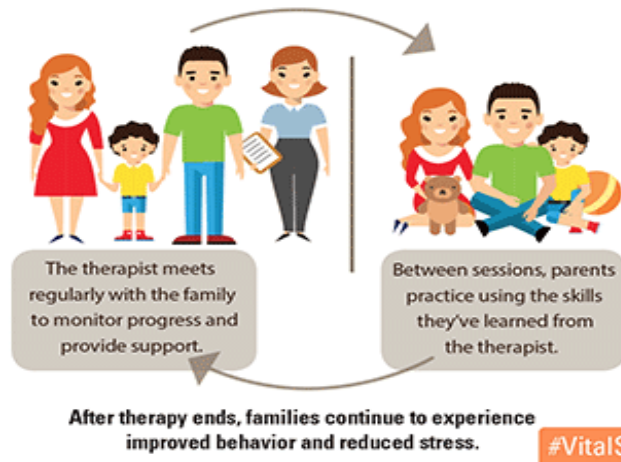 The therapist meets
regularly with the family
to monitor progress and
provide support.
Between sessions, parents
practice using the skills
they've learned from
the therapist.
After therapy ends, families continue to experience
improved behavior and reduced stress.
#VitalS